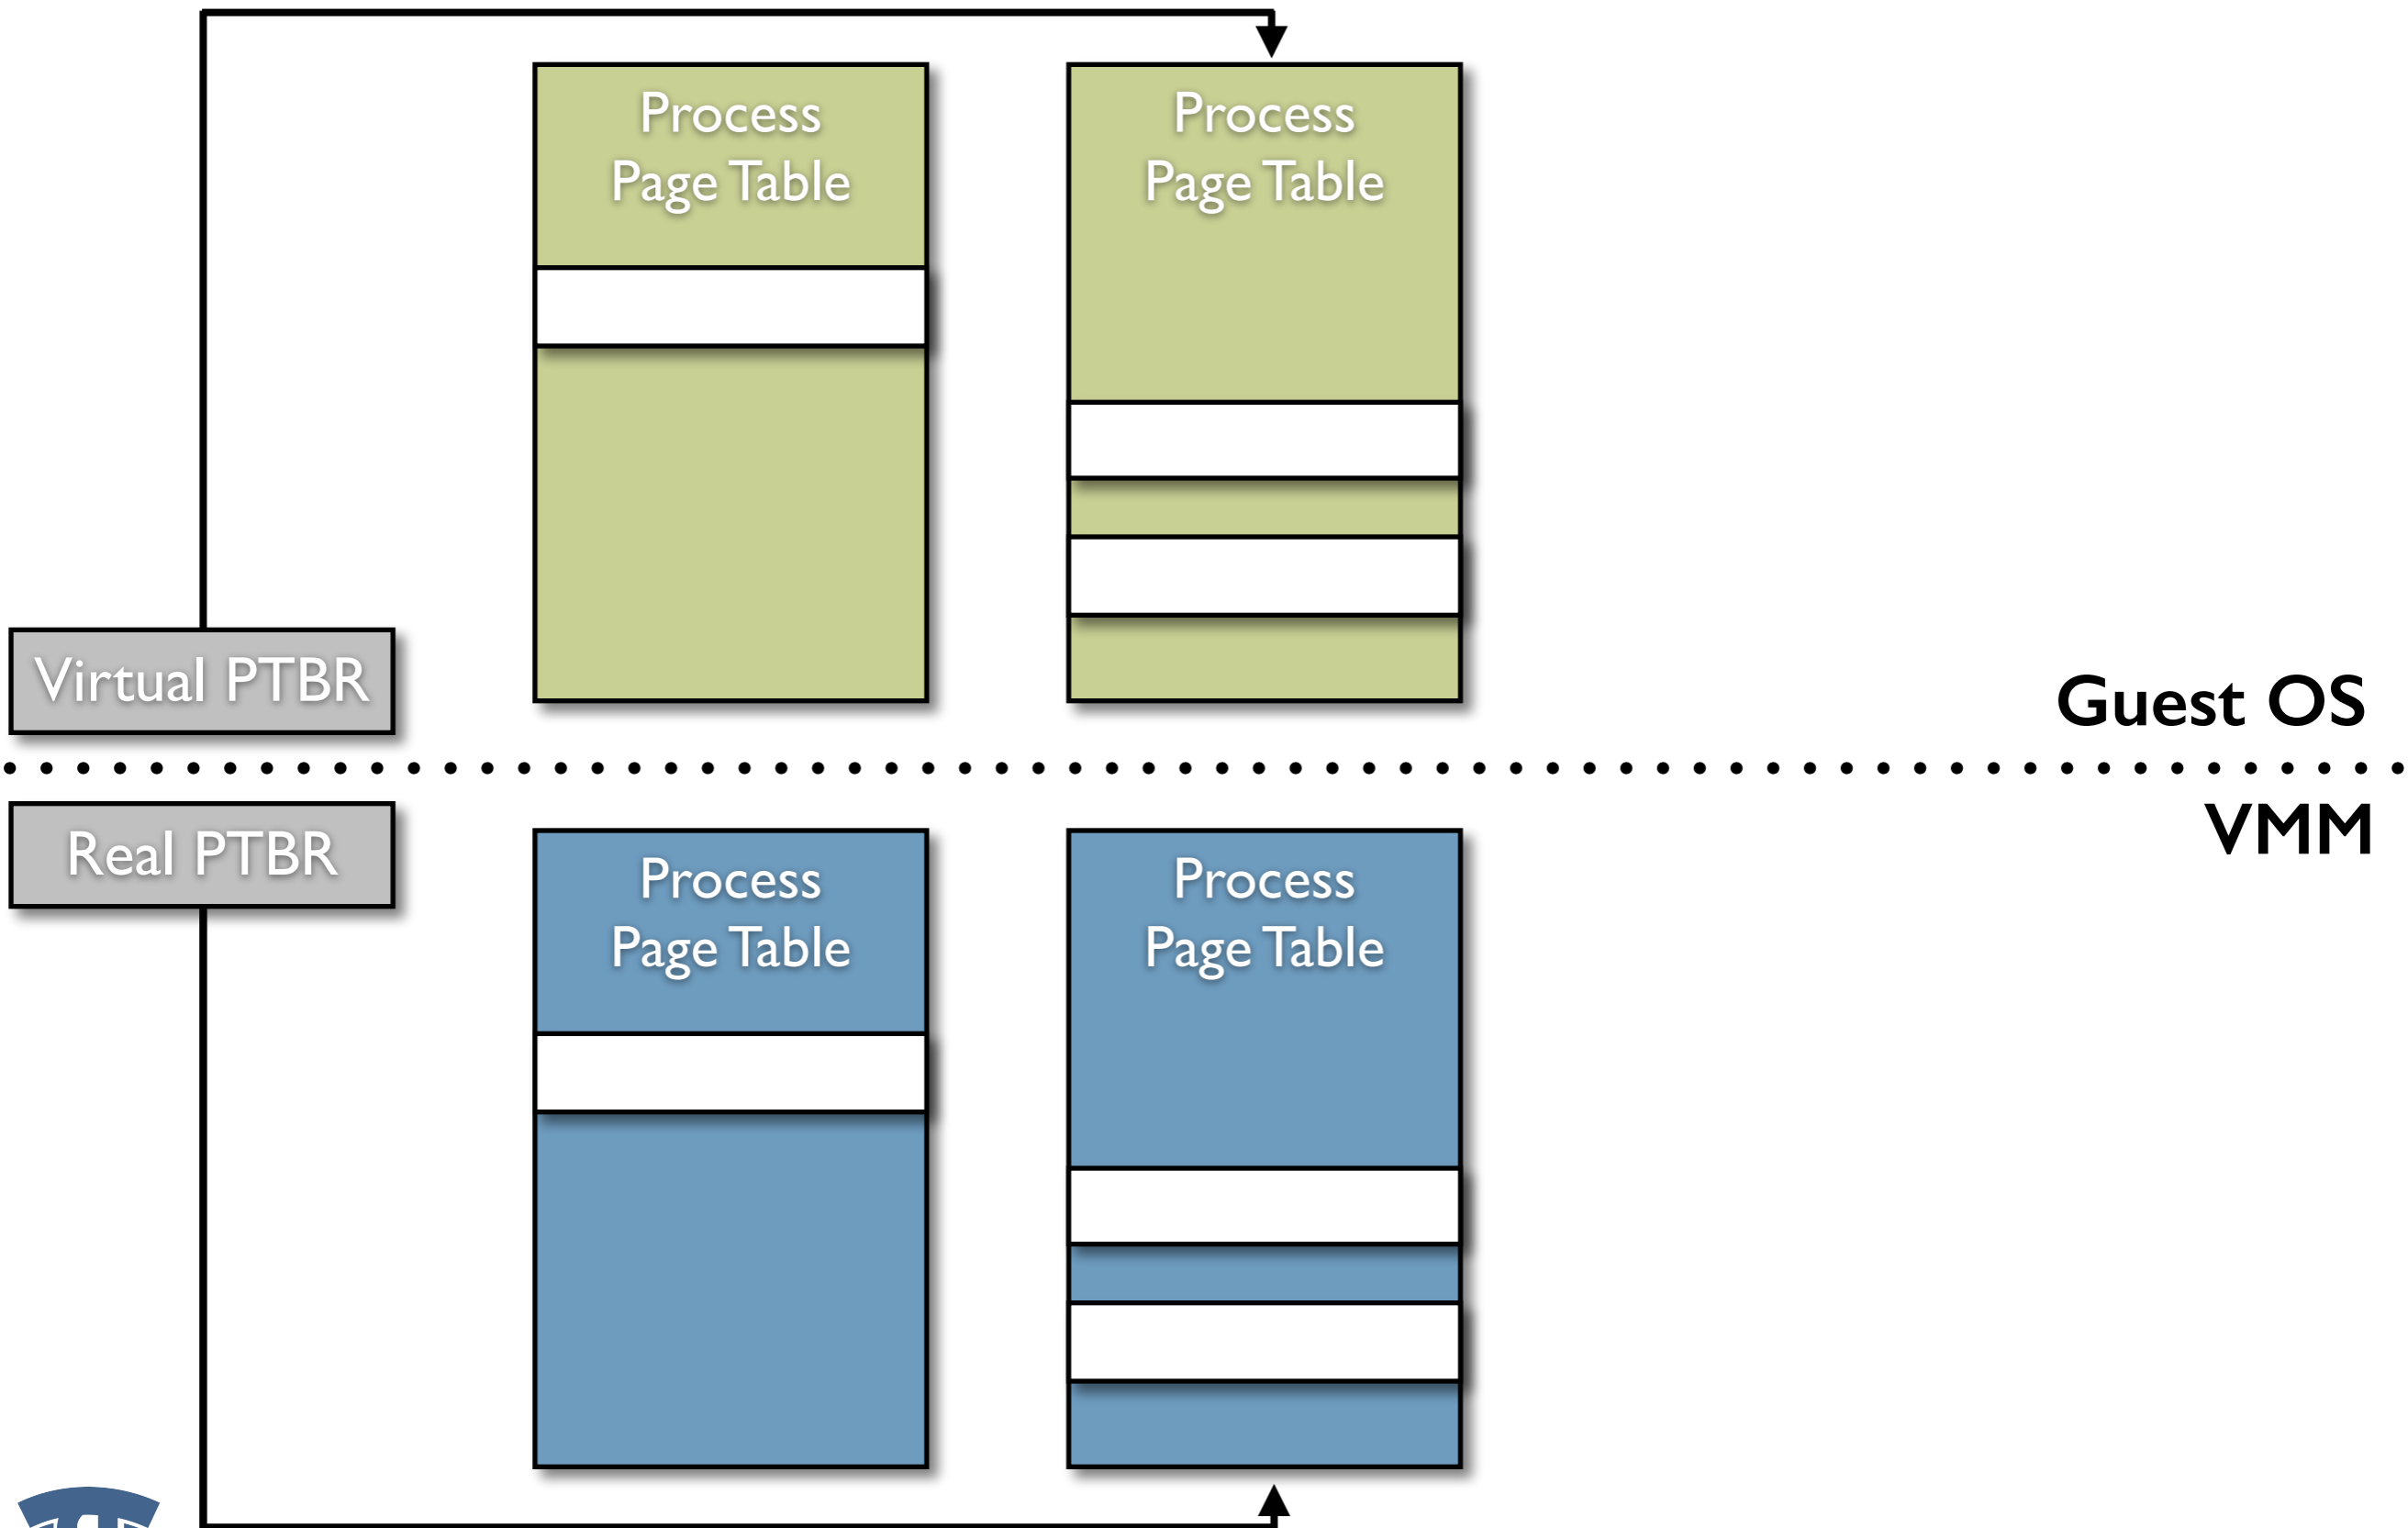 Process
Page Table
Process
Page Table
Virtual PTBR
Guest OS
Real PTBR
VMM
Process
Page Table
Process
Page Table